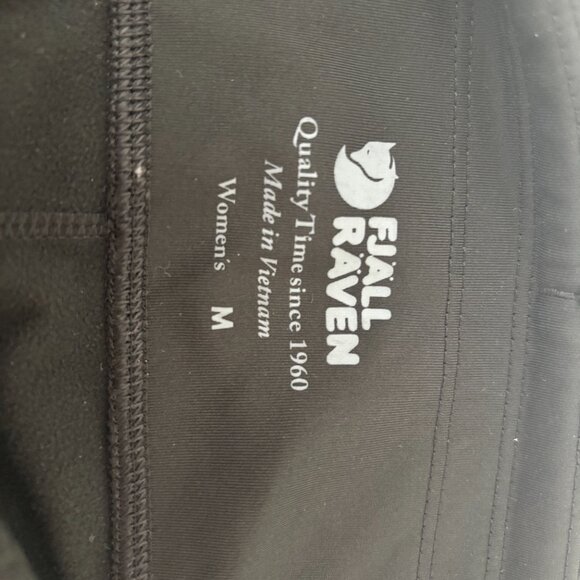 FJÄLL
RÄVEN
Quality Time since 1960
Made in Vietnam
Women's M